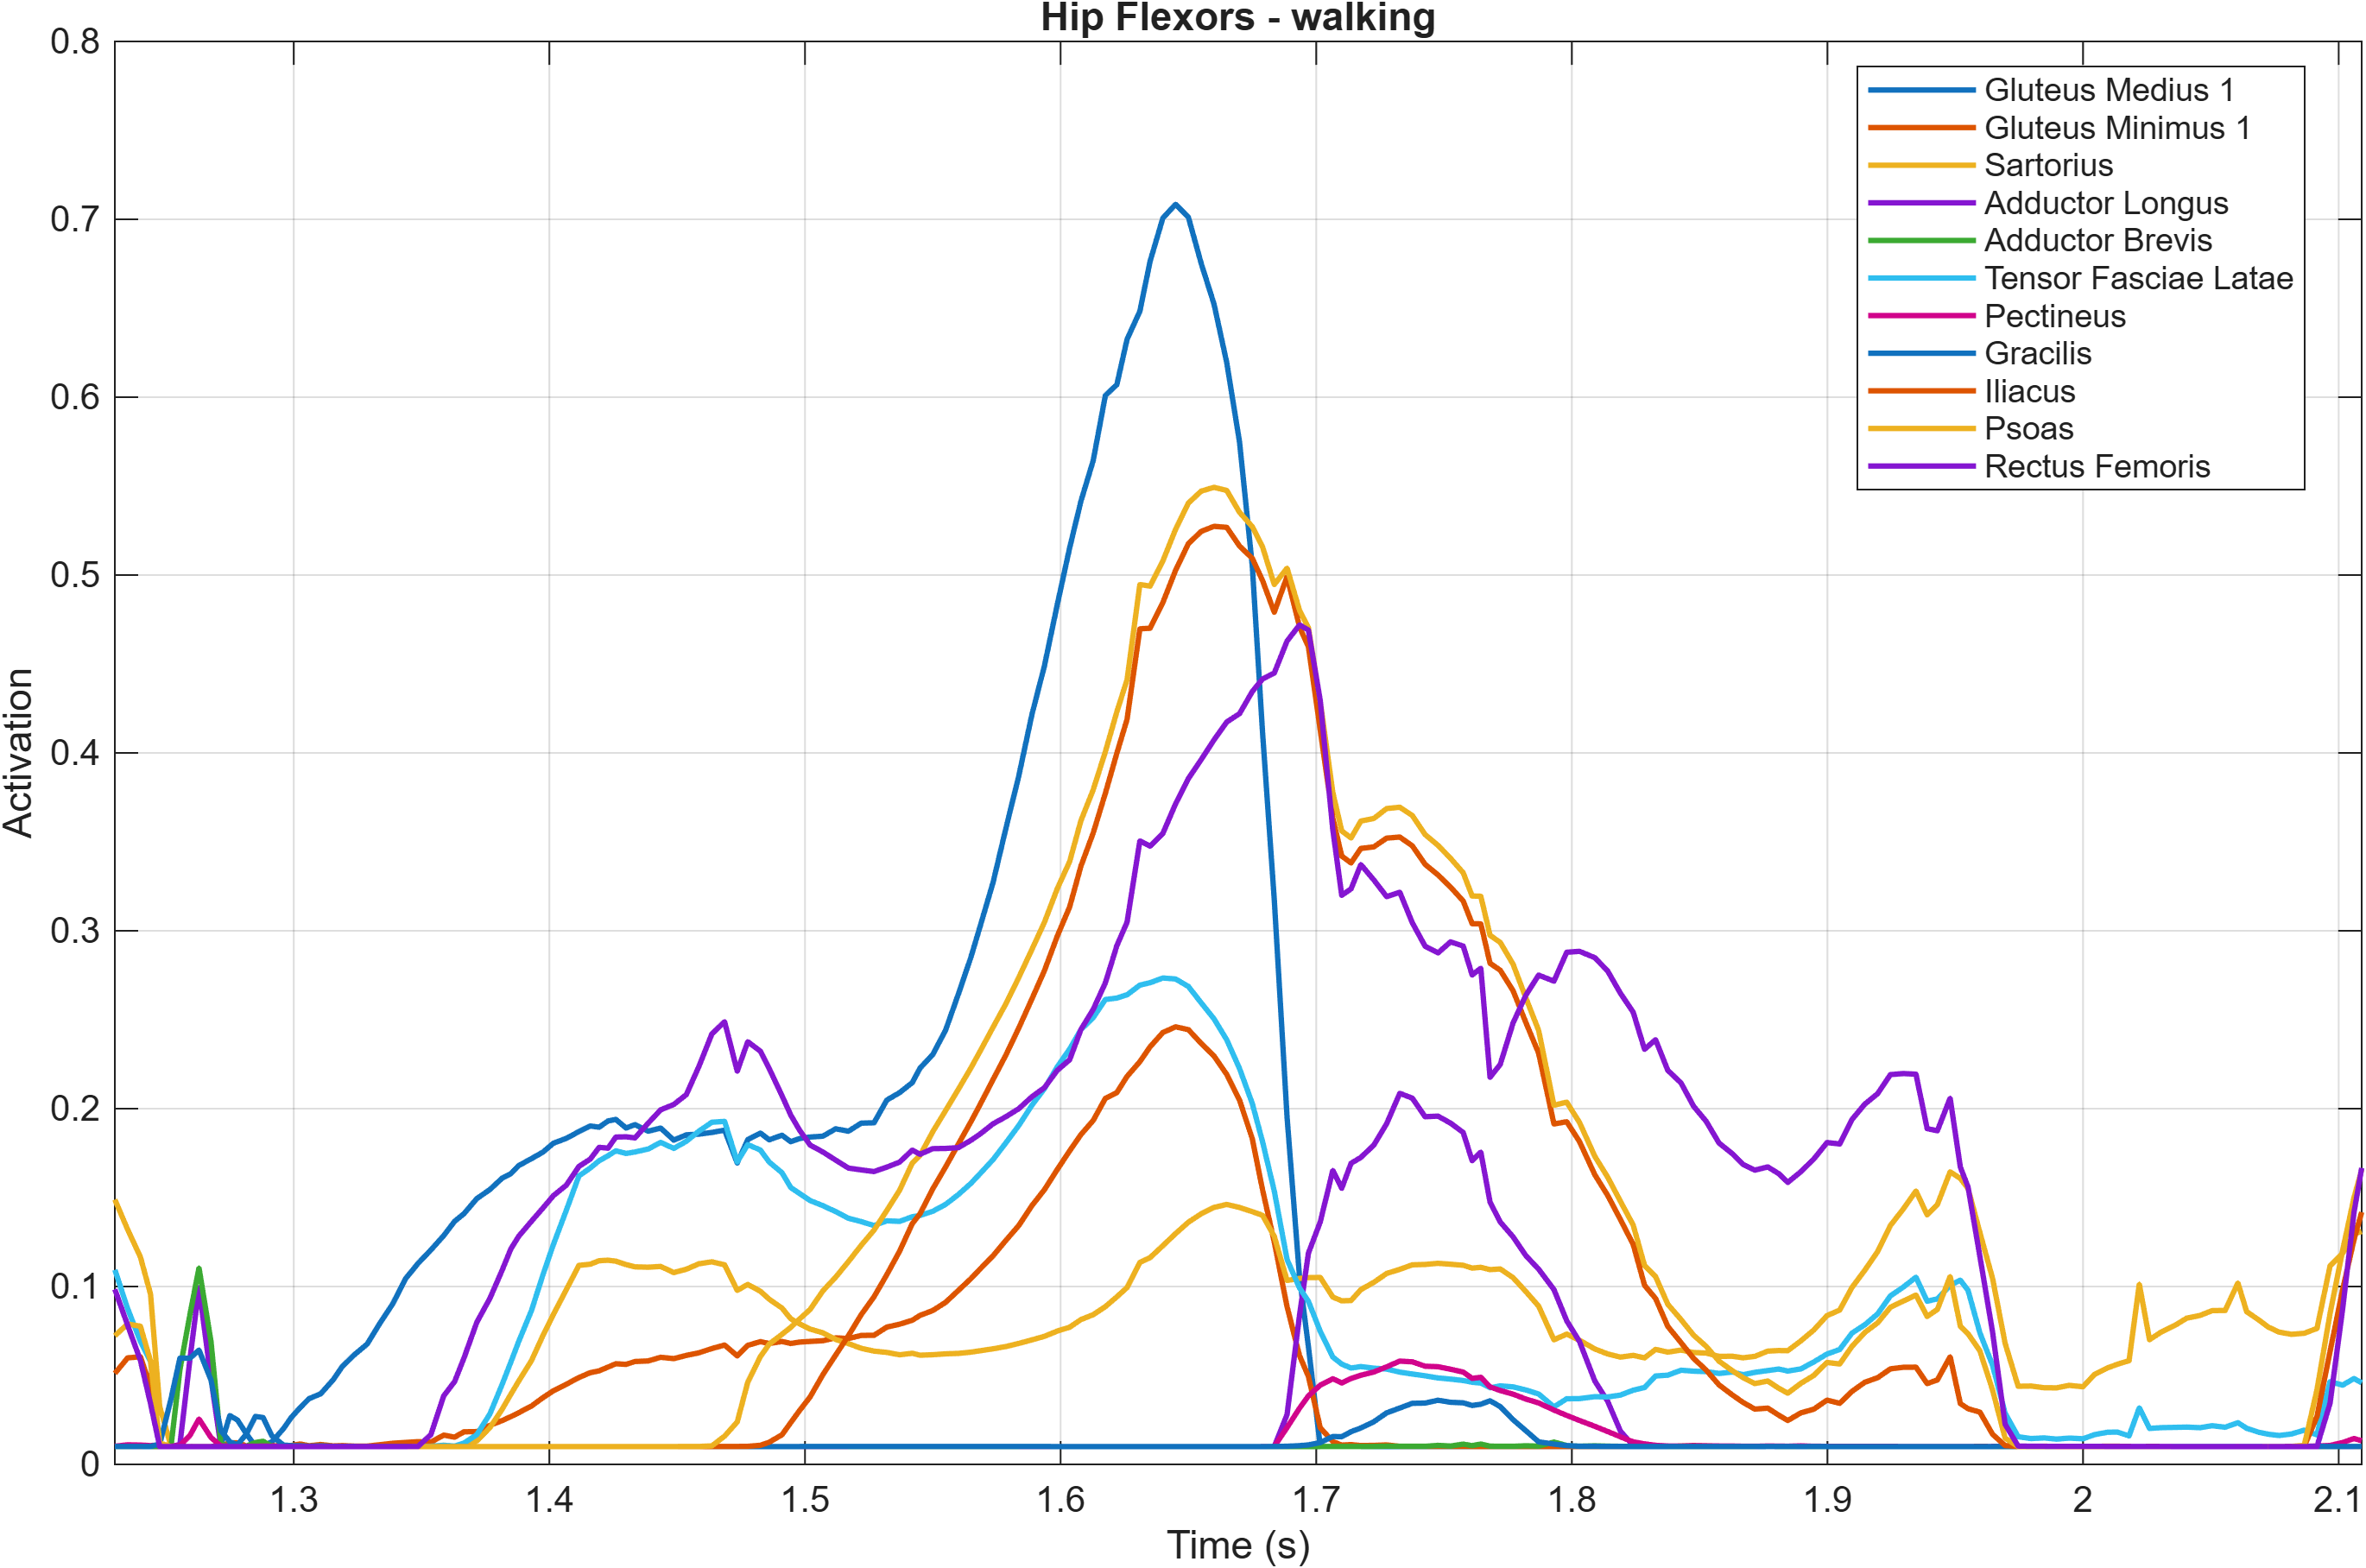 Hip Flexors - walking
0.8
0.7
0.6
0.5
0.4
0.3
0.2
0.1
0
Activation
Gluteus Medius 1
Gluteus Minimus 1
Sartorius
Adductor Longus
Adductor Brevis
Tensor Fasciae Latae
Pectineus
Gracilis
Iliacus
Psoas
Rectus Femoris
1.3 1.4 1.5 1.6 1.7 1.8 1.9 2 2.1
Time (s)